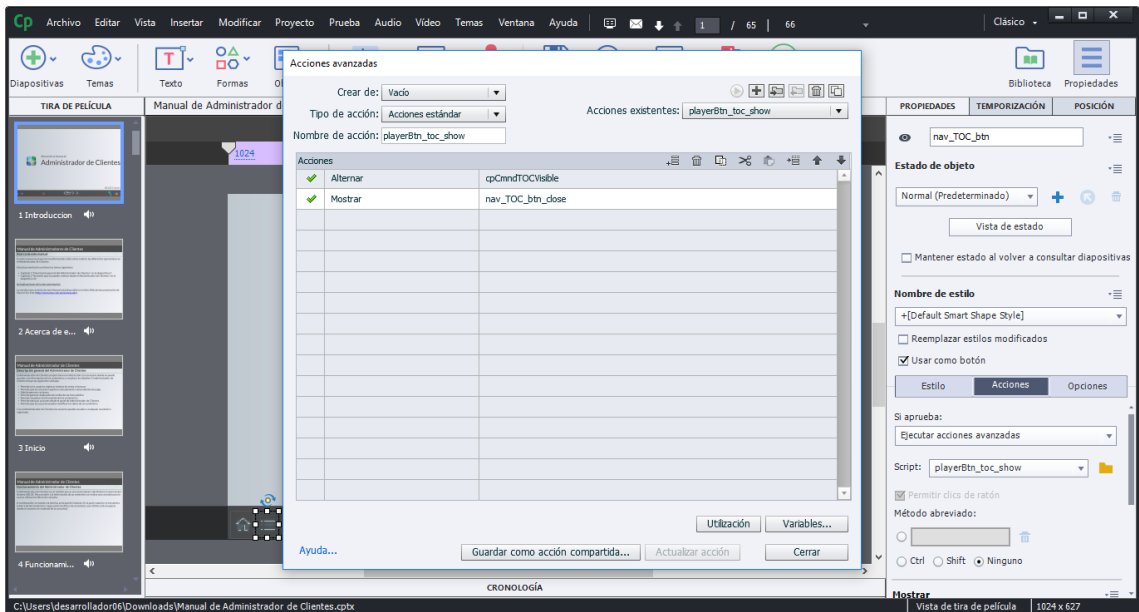 Cp Archivo Editar Vista Insertar Modificar Proyecto Prueba Audio Vídeo Temas Ventana Ayuda 1 / 65 66 Clásico
Diapositivas Temas Texto Formas Biblioteca Propiedades
TIRA DE PELÍCULA
Manual de Administrador d
Administrador de Clientes
1 Introduccion
2 Acerca de e...
3 Inicio
4 Funcionami...
1024
Acciones avanzadas
Crear de: Vacío
Tipo de acción: Acciones estándar
Acciones existentes: playerBtn_toc_show
Nombre de acción: playerBtn_toc_show
Acciones
Alternar cpCmndTOCVisible
Mostrar nav_TOC_btn_close
Utilización Variables...
Ayuda... Guardar como acción compartida... Actualizar acción Cerrar
CRONOLOGÍA
PROPIEDADES TEMPORIZACIÓN POSICIÓN
nav_TOC_btn
Estado de objeto
Normal (Predeterminado)
Vista de estado
Mantener estado al volver a consultar diapositivas
Nombre de estilo
+[Default Smart Shape Style]
Reemplazar estilos modificados
Usar como botón
Estilo Acciones Opciones
Si aprueba:
Ejecutar acciones avanzadas
Script: playerBtn_toc_show
Permitir clics de ratón
Método abreviado:
Ctrl Shift Ninguno
Mostrar
C:\Users\desarrollador06\Downloads\Manual de Administrador de Clientes.cptx Vista de tira de película 1024 x 627